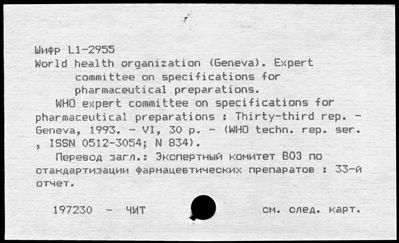 Шифр L1-2955
World health organization (Geneva). Expert
committee on specifications for
pharmaceutical preparations.
WHO expert committee on specifications for
pharmaceutical preparations : Thirty-third rep. -
Geneva, 1993. - VI, 30 p. - (WHO techn. rep. ser.
, ISSN 0512-3054; N 834).
Перевод загл.: Экспертный комитет ВОЗ по
стандартизации фармацевтических препаратов : 33-й
отчет.
197230 - ЧИТ см. след. карт.